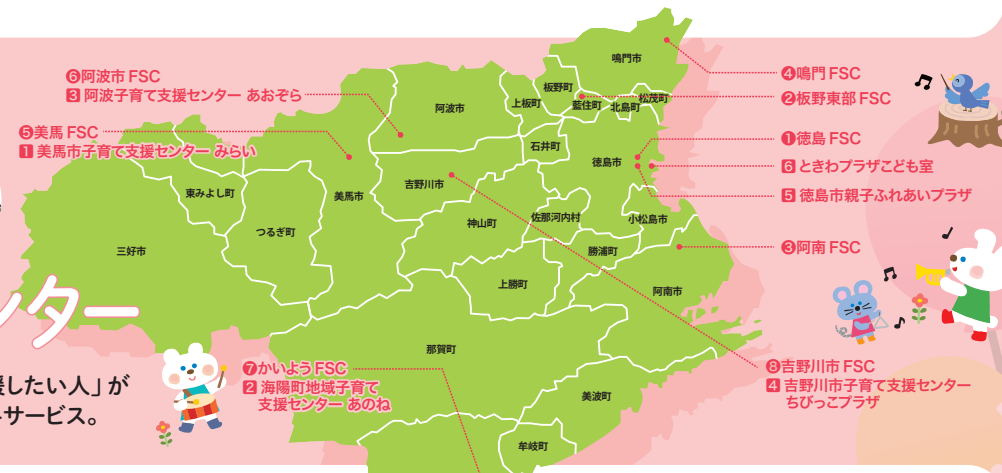 ❻阿波市 FSC
3 阿波子育て支援センター あおぞら
❺美馬 FSC
1 美馬市子育て支援センター みらい
鳴門市
板野町
松茂町
上板町
藍住町
北島町
阿波市
石井町
徳島市
吉野川市
東みよし町
美馬市
佐那河内村
小松島市
神山町
つるぎ町
三好市
勝浦町
上勝町
阿南市
那賀町
美波町
牟岐町
❹鳴門 FSC
❷板野東部 FSC
❶徳島 FSC
6 ときわプラザこども室
5 徳島市親子ふれあいプラザ
❸阿南 FSC
❽吉野川市 FSC
4 吉野川市子育て支援センター
ちびっこプラザ
❼かいよう FSC
2 海陽町地域子育て
支援センター あのね
ンター
したい人」が
サービス。